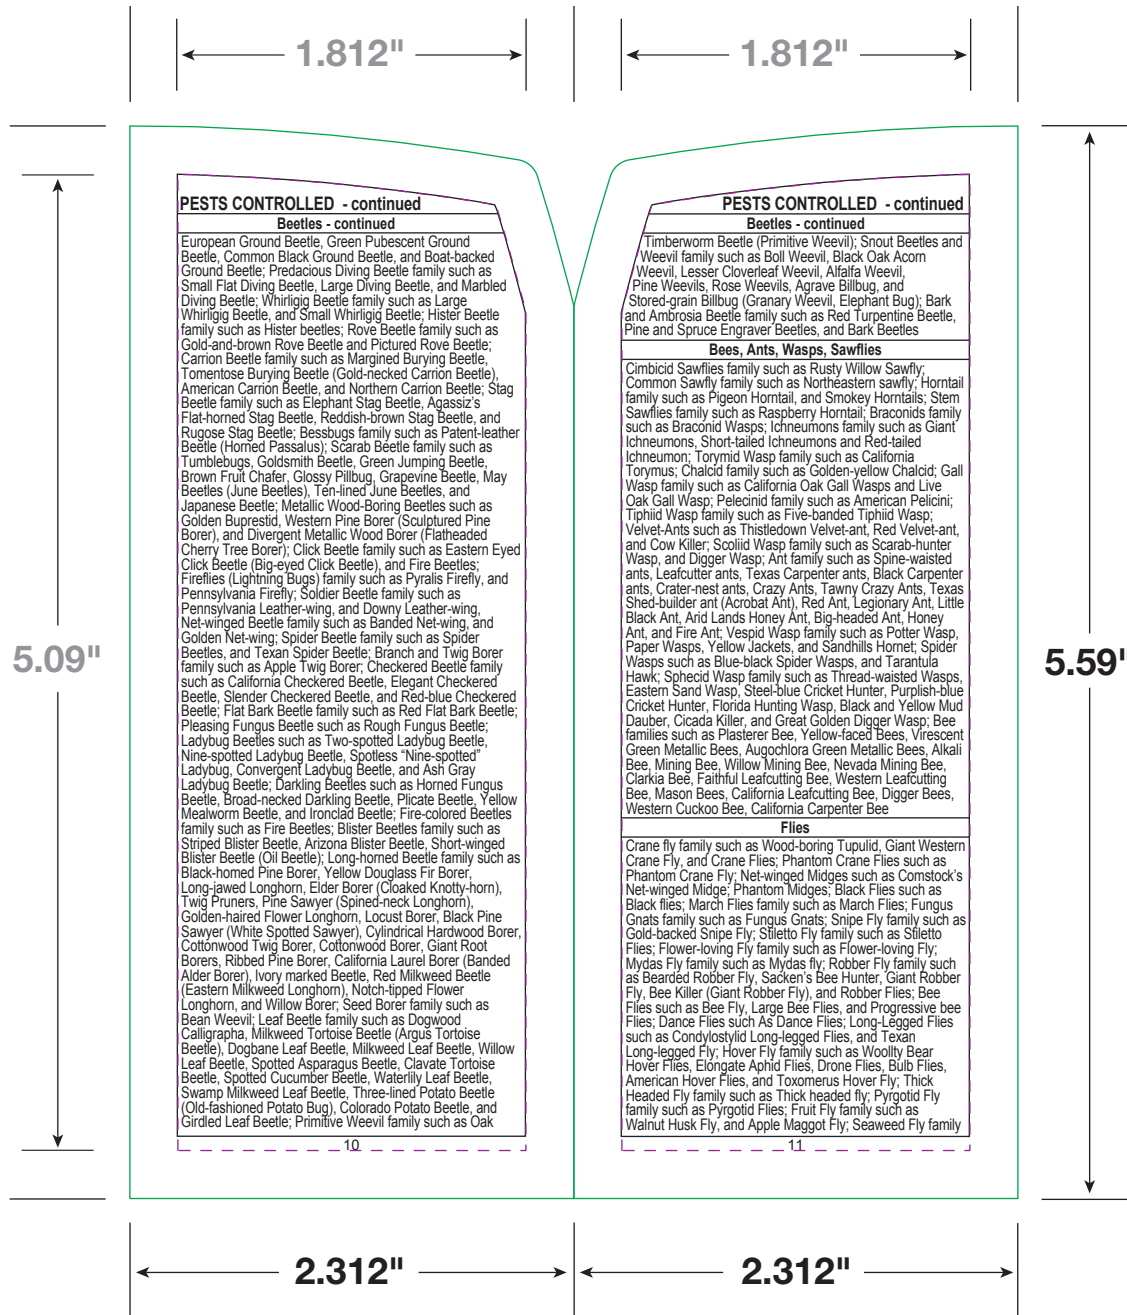 1.812"
1.812"
5.09"
5.59"
PESTS CONTROLLED - continued
Beetles - continued
European Ground Beetle, Green Pubescent Ground
Beetle, Common Black Ground Beetle, and Boat-backed
Ground Beetle; Predacious Diving Beetle family such as
Small Flat Diving Beetle, Large Diving Beetle, and Marbled
Diving Beetle; Whirligig Beetle family such as Large
Whirligig Beetle, and Small Whirligig Beetle; Hister Beetle
family such as Hister beetles; Rove Beetle family such as
Gold-and-brown Rove Beetle and Pictured Rove Beetle;
Carrion Beetle family such as Margined Burying Beetle,
Tomentose Burying Beetle (Gold-necked Carrion Beetle),
American Carrion Beetle, and Northern Carrion Beetle; Stag
Beetle family such as Elephant Stag Beetle, Agassiz's
Flat-horned Stag Beetle, Reddish-brown Stag Beetle, and
Rugose Stag Beetle; Bessbugs family such as Patent-leather
Beetle (Horned Passalus); Scarab Beetle family such as
Tumblebugs, Goldsmith Beetle, Green Jumping Beetle,
Brown Fruit Chafer, Glossy Pillbug, Grapevine Beetle, May
Beetles (June Beetles), Ten-lined June Beetles, and
Japanese Beetle; Metallic Wood-Boring Beetles such as
Golden Buprestid, Western Pine Borer (Sculptured Pine
Borer), and Divergent Metallic Wood Borer (Flatheaded
Cherry Tree Borer); Click Beetle family such as Eastern Eyed
Click Beetle (Big-eyed Click Beetle), and Fire Beetles;
Fireflies (Lightning Bugs) family such as Pyralis Firefly, and
Pennsylvania Firefly; Soldier Beetle family such as
Pennsylvania Leather-wing, and Downy Leather-wing,
Net-winged Beetle family such as Banded Net-wing, and
Golden Net-wing; Spider Beetle family such as Spider
Beetles, and Texan Spider Beetle; Branch and Twig Borer
family such as Apple Twig Borer; Checkered Beetle family
such as California Checkered Beetle, Elegant Checkered
Beetle, Slender Checkered Beetle, and Red-blue Checkered
Beetle; Flat Bark Beetle family such as Red Flat Bark Beetle;
Pleasing Fungus Beetle such as Rough Fungus Beetle;
Ladybug Beetles such as Two-spotted Ladybug Beetle,
Nine-spotted Ladybug Beetle, Spotless “Nine-spotted”
Ladybug, Convergent Ladybug Beetle, and Ash Gray
Ladybug Beetle; Darkling Beetles such as Horned Fungus
Beetle, Broad-necked Darkling Beetle, Plicate Beetle, Yellow
Mealworm Beetle, and Ironclad Beetle; Fire-colored Beetles
family such as Fire Beetles; Blister Beetles family such as
Striped Blister Beetle, Arizona Blister Beetle, Short-winged
Blister Beetle (Oil Beetle); Long-horned Beetle family such as
Black-horned Pine Borer, Yellow Douglass Fir Borer,
Long-jawed Longhorn, Elder Borer (Cloaked Knotty-horn),
Twig Pruners, Pine Sawyer (Spined-neck Longhorn),
Golden-haired Flower Longhorn, Locust Borer, Black Pine
Sawyer (White Spotted Sawyer), Cylindrical Hardwood Borer,
Cottonwood Twig Borer, Cottonwood Borer, Giant Root
Borers, Ribbed Pine Borer, California Laurel Borer (Banded
Alder Borer), Ivory marked Beetle, Red Milkweed Beetle
(Eastern Milkweed Longhorn), Notch-tipped Flower
Longhorn, and Willow Borer; Seed Borer family such as
Bean Weevil; Leaf Beetle family such as Dogwood
Calligrapha, Milkweed Tortoise Beetle (Argus Tortoise
Beetle), Dogbane Leaf Beetle, Milkweed Leaf Beetle, Willow
Leaf Beetle, Spotted Asparagus Beetle, Clavate Tortoise
Beetle, Spotted Cucumber Beetle, Waterlily Leaf Beetle,
Swamp Milkweed Leaf Beetle, Three-lined Potato Beetle
(Old-fashioned Potato Bug), Colorado Potato Beetle, and
Girdled Leaf Beetle; Primitive Weevil family such as Oak
10
PESTS CONTROLLED - continued
Beetles - continued
Timberworm Beetle (Primitive Weevil); Snout Beetles and
Weevil family such as Boll Weevil, Black Oak Acorn
Weevil, Lesser Cloverleaf Weevil, Alfalfa Weevil,
Pine Weevils, Rose Weevils, Agrave Billbug, and
Stored-grain Billbug (Granary Weevil, Elephant Bug); Bark
and Ambrosia Beetle family such as Red Turpentine Beetle,
Pine and Spruce Engraver Beetles, and Bark Beetles
Bees, Ants, Wasps, Sawflies
Cimbicid Sawflies family such as Rusty Willow Sawfly;
Common Sawfly family such as Northeastern sawfly; Horntail
family such as Pigeon Horntail, and Smokey Horntails; Stem
Sawflies family such as Raspberry Horntail; Braconids family
such as Braconid Wasps; Ichneumons family such as Giant
Ichneumons, Short-tailed Ichneumons and Red-tailed
Ichneumon; Torymid Wasp family such as California
Torymus; Chalcid family such as Golden-yellow Chalcid; Gall
Wasp family such as California Oak Gall Wasps and Live
Oak Gall Wasp; Pelecinid family such as American Pelicini;
Tiphiid Wasp family such as Five-banded Tiphiid Wasp;
Velvet-Ants such as Thistledown Velvet-ant, Red Velvet-ant,
and Cow Killer; Scoliid Wasp family such as Scarab-hunter
Wasp, and Digger Wasp; Ant family such as Spine-waisted
ants, Leafcutter ants, Texas Carpenter ants, Black Carpenter
ants, Crater-nest ants, Crazy Ants, Tawny Crazy Ants, Texas
Shed-builder ant (Acrobat Ant), Red Ant, Legionary Ant, Little
Black Ant, Arid Lands Honey Ant, Big-headed Ant, Honey
Ant, and Fire Ant; Vespid Wasp family such as Potter Wasp,
Paper Wasps, Yellow Jackets, and Sandhills Hornet; Spider
Wasps such as Blue-black Spider Wasps, and Tarantula
Hawk; Sphecid Wasp family such as Thread-waisted Wasps,
Eastern Sand Wasp, Steel-blue Cricket Hunter, Purplish-blue
Cricket Hunter, Florida Hunting Wasp, Black and Yellow Mud
Dauber, Cicada Killer, and Great Golden Digger Wasp; Bee
families such as Plasterer Bee, Yellow-faced Bees, Virescent
Green Metallic Bees, Augochlora Green Metallic Bees, Alkali
Bee, Mining Bee, Willow Mining Bee, Nevada Mining Bee,
Clarkia Bee, Faithful Leafcutting Bee, Western Leafcutting
Bee, Mason Bees, California Leafcutting Bee, Digger Bees,
Western Cuckoo Bee, California Carpenter Bee
Flies
Crane fly family such as Wood-boring Tupulid, Giant Western
Crane Fly, and Crane Flies; Phantom Crane Flies such as
Phantom Crane Fly; Net-winged Midges such as Comstock's
Net-winged Midge; Phantom Midges; Black Flies such as
Black flies; March Flies family such as March Flies; Fungus
Gnats family such as Fungus Gnats; Snipe Fly family such as
Gold-backed Snipe Fly; Stiletto Fly family such as Stiletto
Flies; Flower-loving Fly family such as Flower-loving Fly;
Mydas Fly family such as Mydas fly; Robber Fly family such
as Bearded Robber Fly, Sacken's Bee Hunter, Giant Robber
Fly, Bee Killer (Giant Robber Fly), and Robber Flies; Bee
Flies such as Bee Fly, Large Bee Flies, and Progressive bee
Flies; Dance Flies such As Dance Flies; Long-Legged Flies
such as Condylostylid Long-legged Flies, and Texan
Long-legged Fly; Hover Fly family such as Woollty Bear
Hover Flies, Elongate Aphid Flies, Drone Flies, Bulb Flies,
American Hover Flies, and Toxomerus Hover Fly; Thick
Headed Fly family such as Thick headed fly; Pyrgotid Fly
family such as Pyrgotid Flies; Fruit Fly family such as
Walnut Husk Fly, and Apple Maggot Fly; Seaweed Fly family
11
2.312"
2.312"